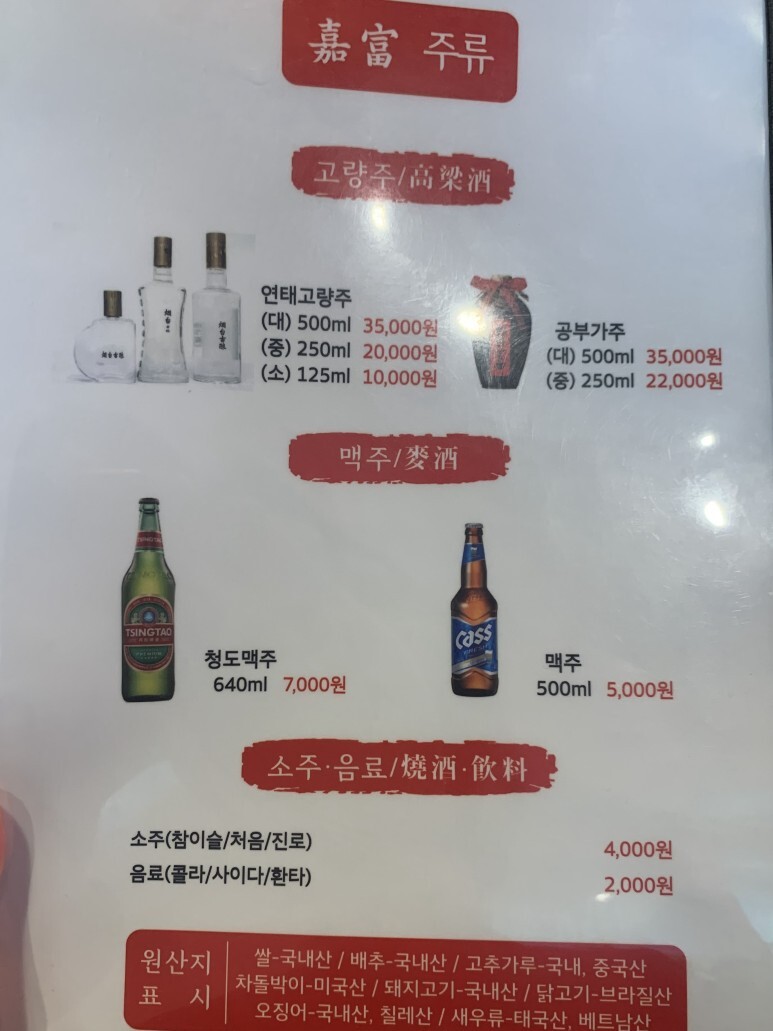 嘉富 주류
고량주/高粱酒
연태고량주
(대) 500ml 35,000원
(중) 250ml 20,000원
(소) 125ml 10,000원
공부가주
(대) 500ml 35,000원
(중) 250ml 22,000원
맥주/麥酒
TSINGTAO
청도맥주
640ml 7,000원
Cass
맥주
500ml 5,000원
소주·음료/燒酒·飮料
소주(참이슬/처음/진로) 4,000원
음료(콜라/사이다/환타) 2,000원
원산지
표 시
쌀-국내산 / 배추-국내산 / 고추가루-국내, 중국산
차돌박이-미국산 / 돼지고기-국내산 / 닭고기-브라질산
오징어-국내산, 칠레산 / 새우류-태국산, 베트남산